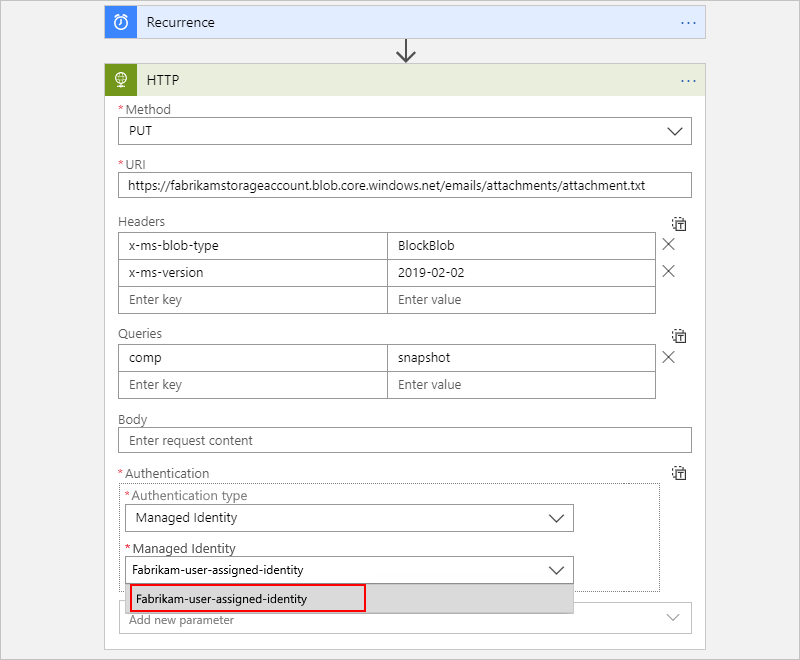 Recurrence
HTTP
* Method
PUT
* URI
https://fabrikamstorageaccount.blob.core.windows.net/emails/attachments/attachment.txt
Headers
x-ms-blob-type BlockBlob
x-ms-version 2019-02-02
Enter key Enter value
Queries
comp snapshot
Enter key Enter value
Body
Enter request content
* Authentication
* Authentication type
Managed Identity
* Managed Identity
Fabrikam-user-assigned-identity
Fabrikam-user-assigned-identity
Add new parameter